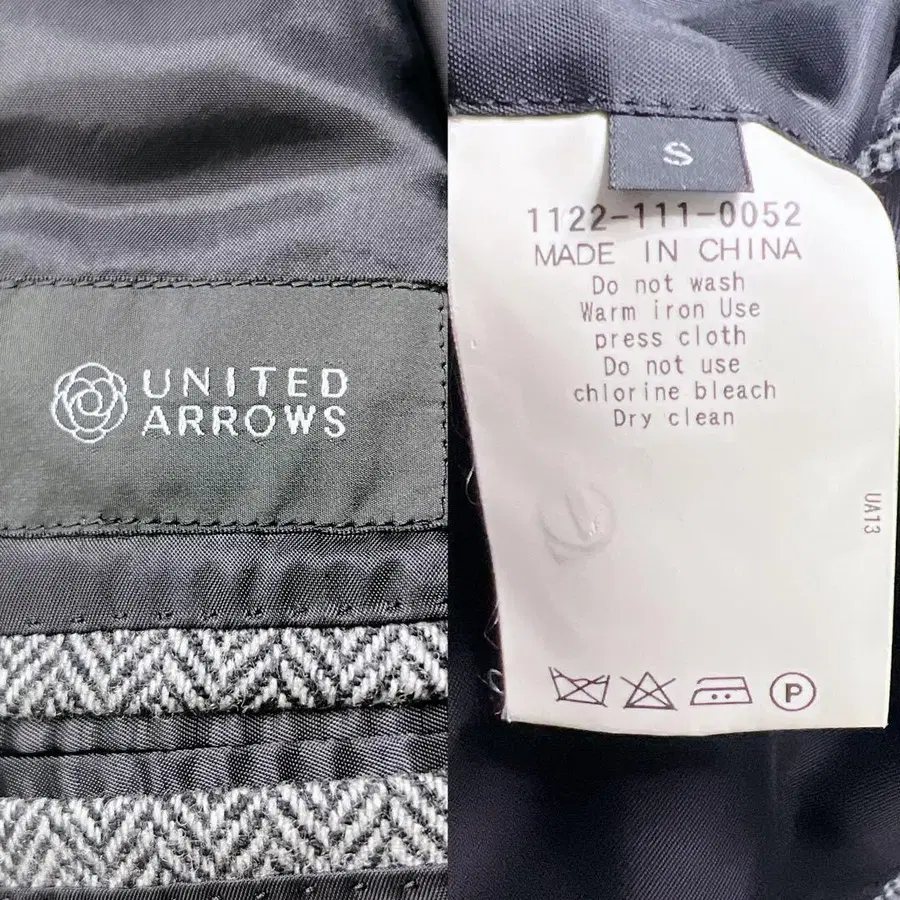 UNITED
ARROWS
S
1122-111-0052
MADE IN CHINA
Do not wash
Warm iron Use
press cloth
Do not use
chlorine bleach
Dry clean
UA13
P